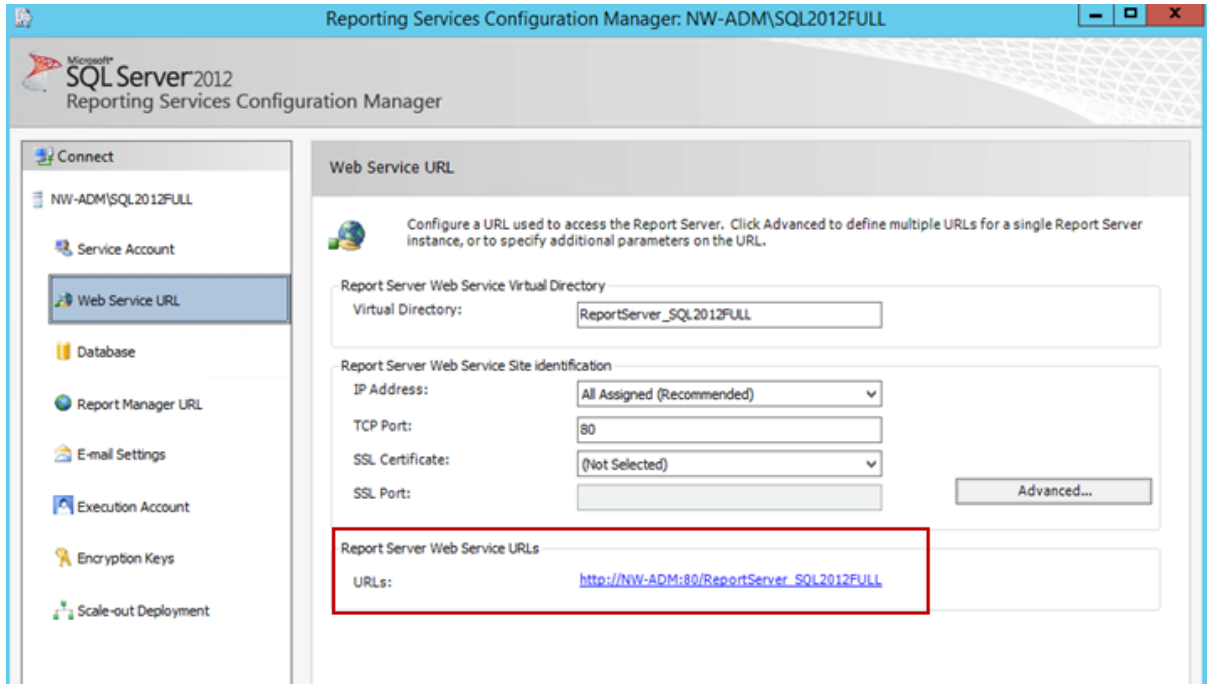 Reporting Services Configuration Manager: NW-ADM\SQL2012FULL
Microsoft®
SQL Server 2012
Reporting Services Configuration Manager
Connect
NW-ADM\SQL2012FULL
Service Account
Web Service URL
Database
Report Manager URL
E-mail Settings
Execution Account
Encryption Keys
Scale-out Deployment
Web Service URL
Configure a URL used to access the Report Server. Click Advanced to define multiple URLs for a single Report Server
instance, or to specify additional parameters on the URL.
Report Server Web Service Virtual Directory
Virtual Directory: ReportServer_SQL2012FULL
Report Server Web Service Site identification
IP Address: All Assigned (Recommended)
TCP Port: 80
SSL Certificate: (Not Selected)
SSL Port:
Advanced...
Report Server Web Service URLs
URLs: http://NW-ADM:80/ReportServer_SQL2012FULL